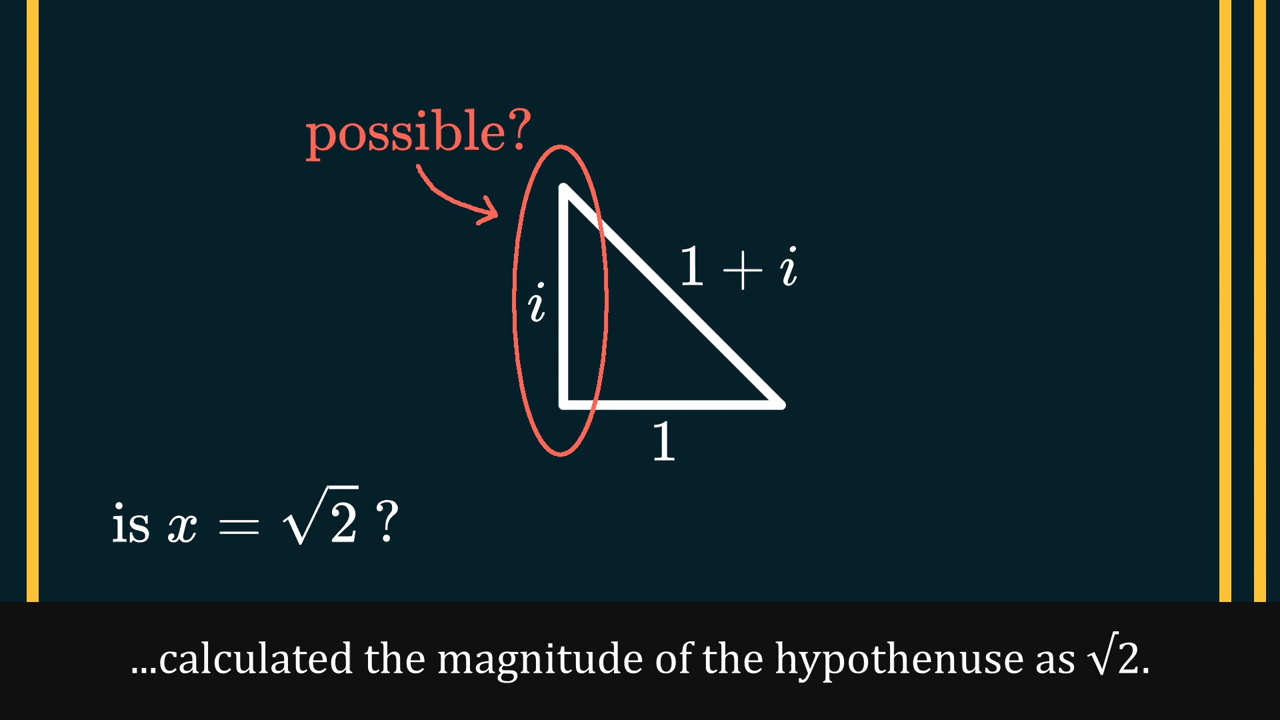 possible?
i
1 + i
1
is x = √2 ?
...calculated the magnitude of the hypothenuse as √2.